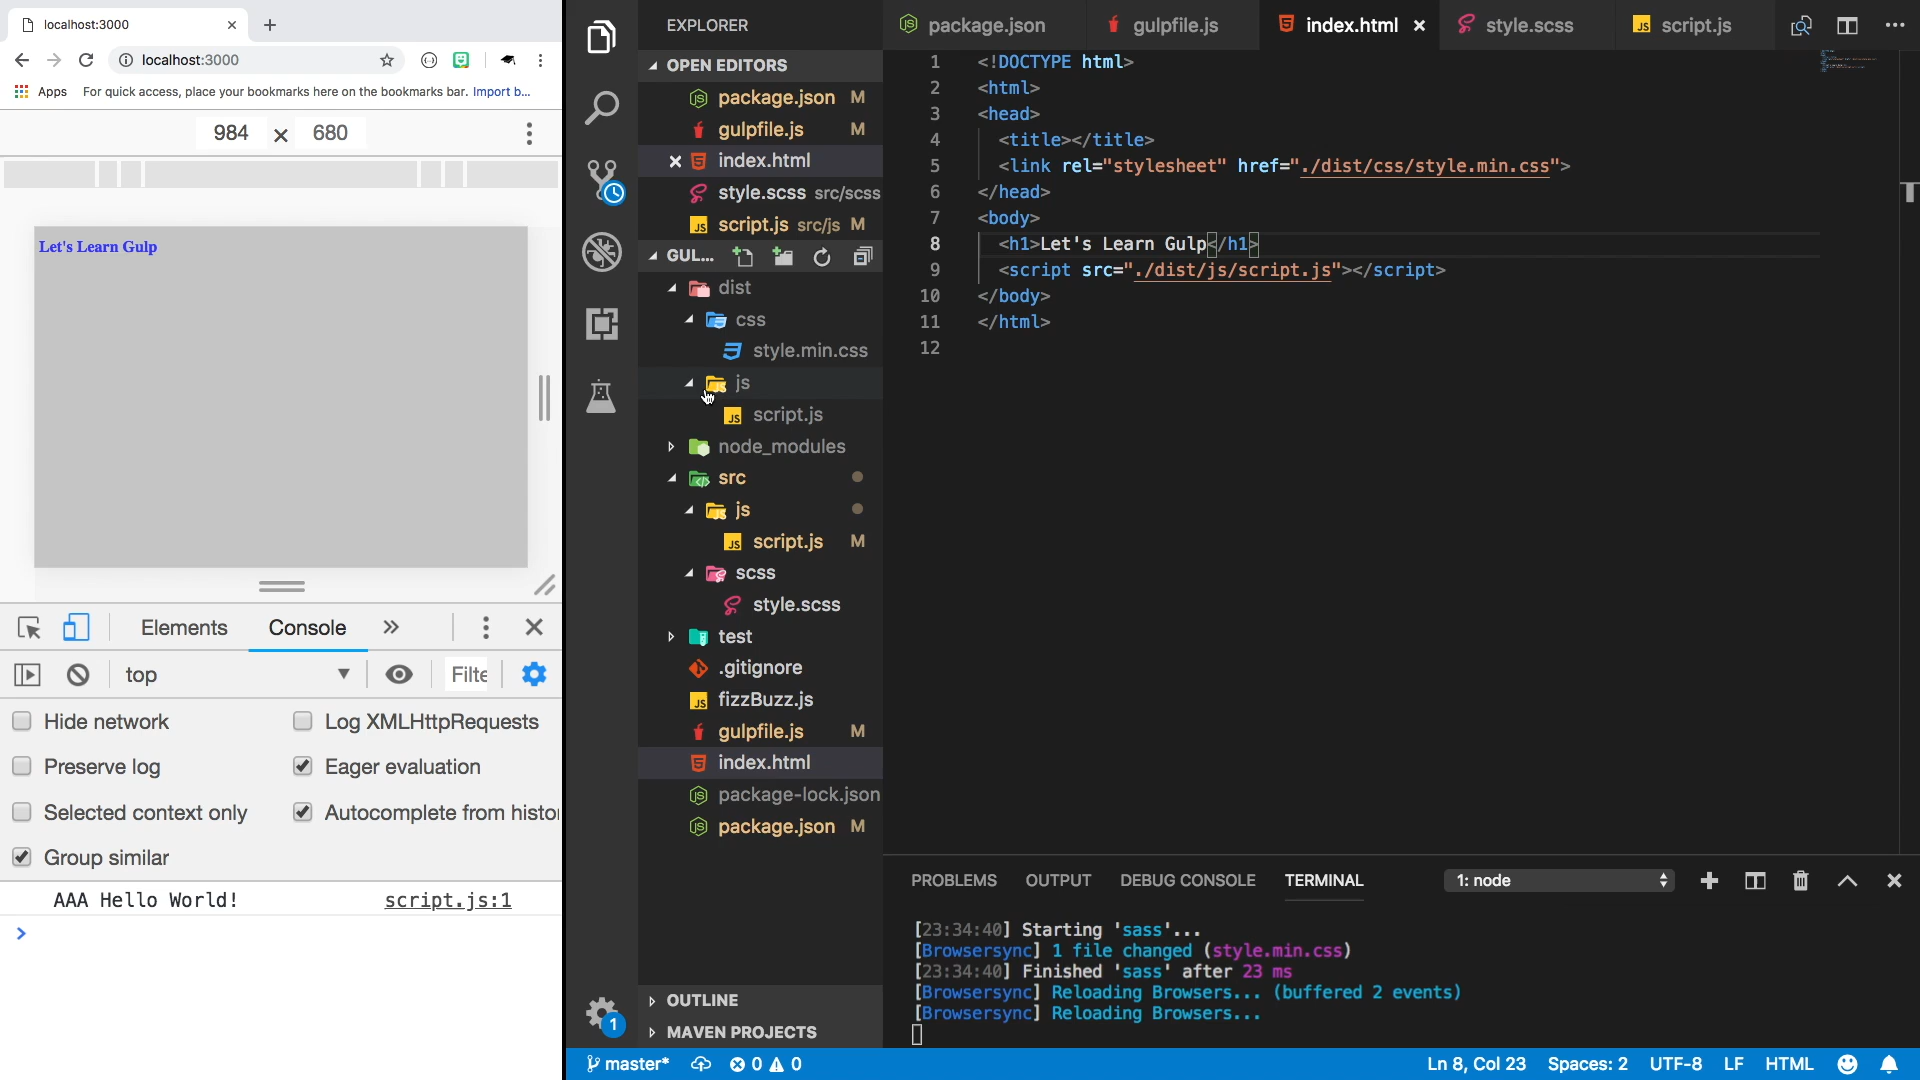 localhost:3000
localhost:3000
Apps For quick access, place your bookmarks here on the bookmarks bar. Import b...
984 × 680
Let's Learn Gulp
Elements Console »
top Filte
Hide network Log XMLHttpRequests
Preserve log Eager evaluation
Selected context only Autocomplete from histor
Group similar
AAA Hello World! script.js:1
>
EXPLORER
OPEN EDITORS
package.json M
gulpfile.js M
index.html
style.scss src/scss
script.js src/js M
GUL...
dist
css
style.min.css
js
script.js
node_modules
src
js
script.js M
scss
style.scss
test
.gitignore
fizzBuzz.js
gulpfile.js M
index.html
package-lock.json
package.json M
OUTLINE
MAVEN PROJECTS
1
package.json gulpfile.js index.html style.scss script.js
1 <!DOCTYPE html>
2 <html>
3 <head>
4 <title></title>
5 <link rel="stylesheet" href="./dist/css/style.min.css">
6 </head>
7 <body>
8 <h1>Let's Learn Gulp</h1>
9 <script src="./dist/js/script.js"></script>
10 </body>
11 </html>
12
PROBLEMS OUTPUT DEBUG CONSOLE TERMINAL 1: node
[23:34:40] Starting 'sass'...
[Browsersync] 1 file changed (style.min.css)
[23:34:40] Finished 'sass' after 23 ms
[Browsersync] Reloading Browsers... (buffered 2 events)
[Browsersync] Reloading Browsers...
master* 0 0 Ln 8, Col 23 Spaces: 2 UTF-8 LF HTML